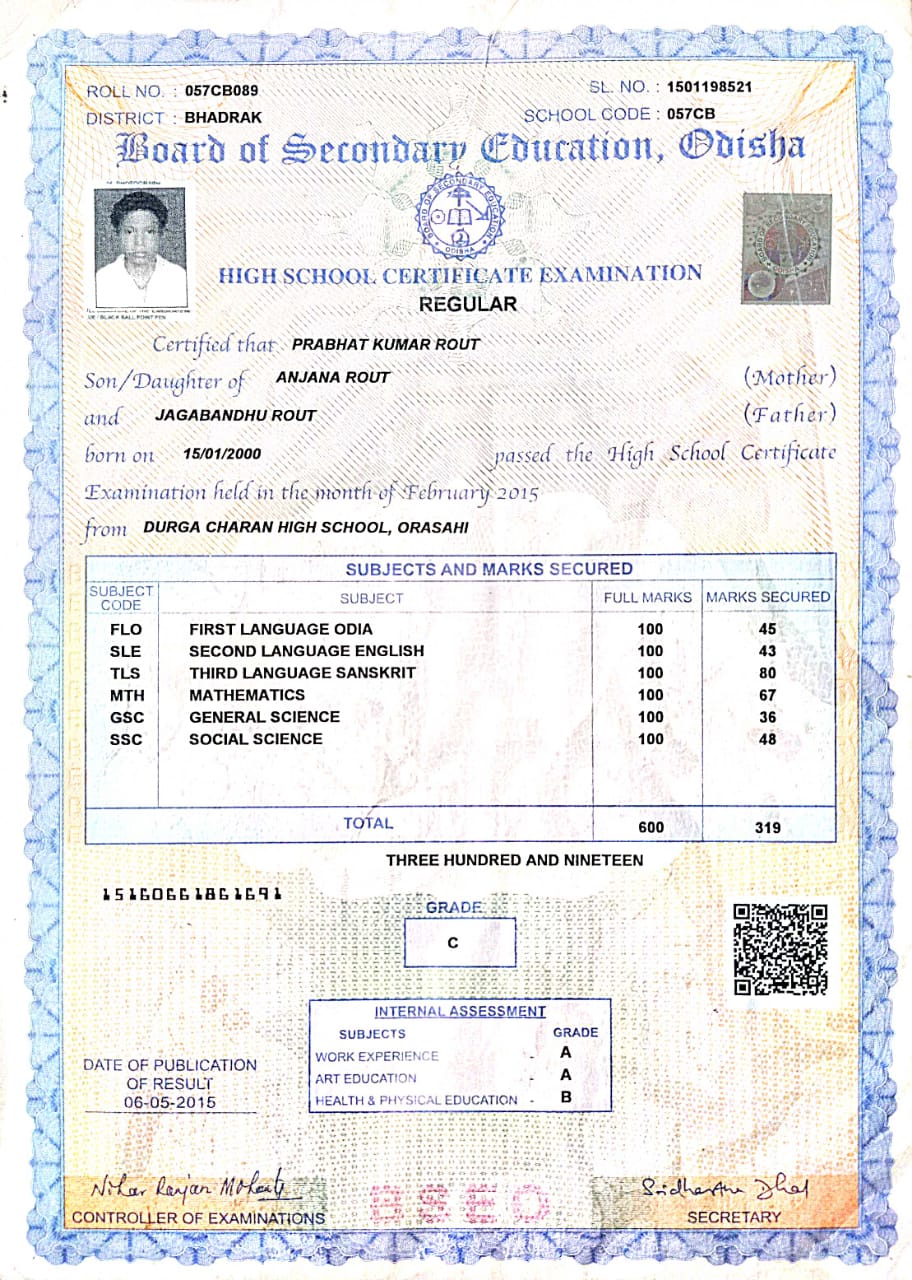 ROLL NO. : 057CB089
SL. NO. : 1501198521
DISTRICT : BHADRAK
SCHOOL CODE : 057CB
Board of Secondary Education, Odisha
BOARD OF SECONDARY EDUCATION
ODISHA
HIGH SCHOOL CERTIFICATE EXAMINATION
REGULAR
Certified that PRABHAT KUMAR ROUT
Son/Daughter of ANJANA ROUT (Mother)
and JAGABANDHU ROUT (Father)
born on 15/01/2000 passed the High School Certificate
Examination held in the month of February 2015
from DURGA CHARAN HIGH SCHOOL, ORASAHI
SUBJECTS AND MARKS SECURED
SUBJECT CODE SUBJECT FULL MARKS MARKS SECURED
FLO FIRST LANGUAGE ODIA 100 45
SLE SECOND LANGUAGE ENGLISH 100 43
TLS THIRD LANGUAGE SANSKRIT 100 80
MTH MATHEMATICS 100 67
GSC GENERAL SCIENCE 100 36
SSC SOCIAL SCIENCE 100 48
TOTAL 600 319
THREE HUNDRED AND NINETEEN
15160661861691
GRADE
C
INTERNAL ASSESSMENT
SUBJECTS GRADE
WORK EXPERIENCE - A
ART EDUCATION - A
HEALTH & PHYSICAL EDUCATION - B
DATE OF PUBLICATION
OF RESULT
06-05-2015
Nihar Ranjan Mohanty
Sridhartha Dhal
CONTROLLER OF EXAMINATIONS
BSEO
SECRETARY